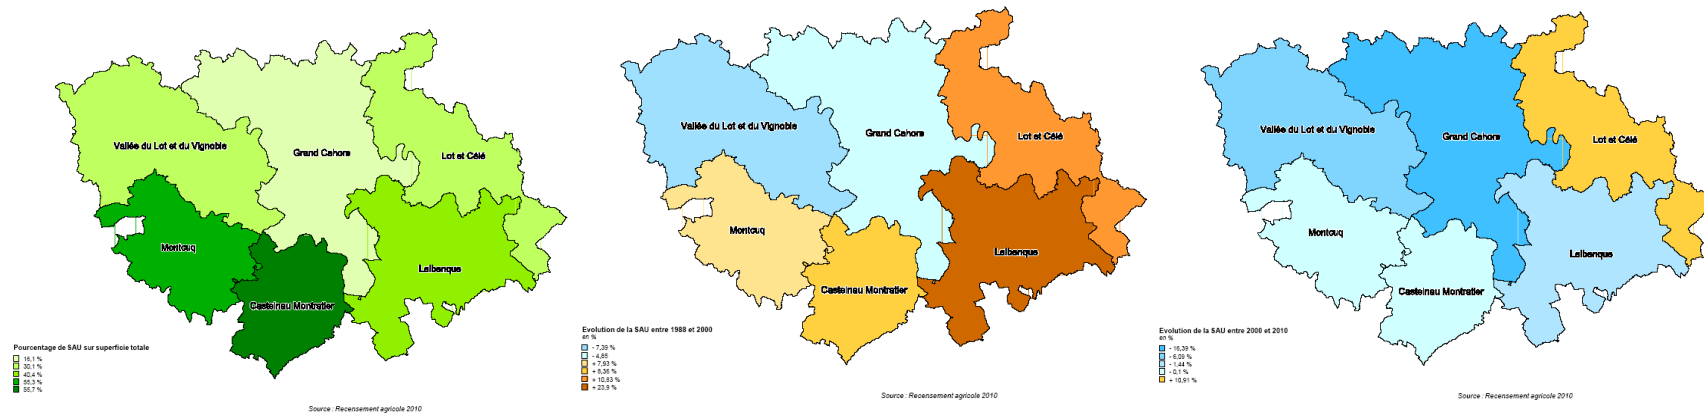 Vallée du Lot et du Vignoble
Grand Cahors
Lot et Célé
Montcuq
Lalbenque
Castelnau Montratier
Pourcentage de SAU sur superficie totale
16,1 %
30,1 %
40,4 %
55,3 %
55,7 %
Source : Recensement agricole 2010
Vallée du Lot et du Vignoble
Grand Cahors
Lot et Célé
Montcuq
Lalbenque
Castelnau Montratier
Evolution de la SAU entre 1988 et 2000
en %
- 7,39 %
- 4,85
+ 7,93 %
+ 8,36 %
+ 10,83 %
+ 23,9 %
Source : Recensement agricole 2010
Vallée du Lot et du Vignoble
Grand Cahors
Lot et Célé
Montcuq
Lalbenque
Castelnau Montratier
Evolution de la SAU entre 2000 et 2010
en %
- 16,39 %
- 6,09 %
- 1,44 %
- 0,1 %
+ 10,91 %
Source : Recensement agricole 2010